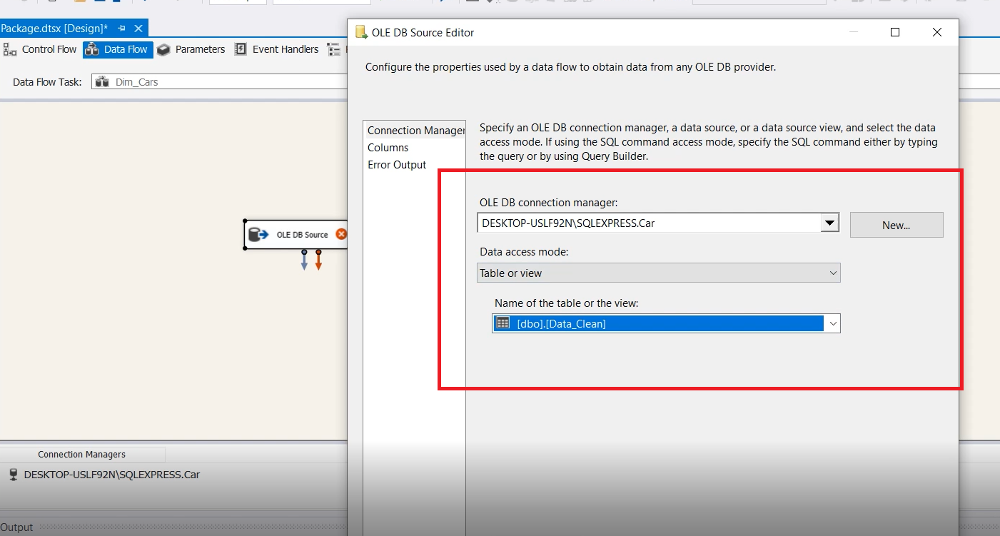 Package.dtsx [Design]*
Control Flow
Data Flow
Parameters
Event Handlers
Data Flow Task:
Dim_Cars
OLE DB Source
Connection Managers
DESKTOP-USLF92N\SQLEXPRESS.Car
Output
OLE DB Source Editor
Configure the properties used by a data flow to obtain data from any OLE DB provider.
Connection Manager
Columns
Error Output
Specify an OLE DB connection manager, a data source, or a data source view, and select the data
access mode. If using the SQL command access mode, specify the SQL command either by typing
the query or by using Query Builder.
OLE DB connection manager:
DESKTOP-USLF92N\SQLEXPRESS.Car
New...
Data access mode:
Table or view
Name of the table or the view:
[dbo].[Data_Clean]